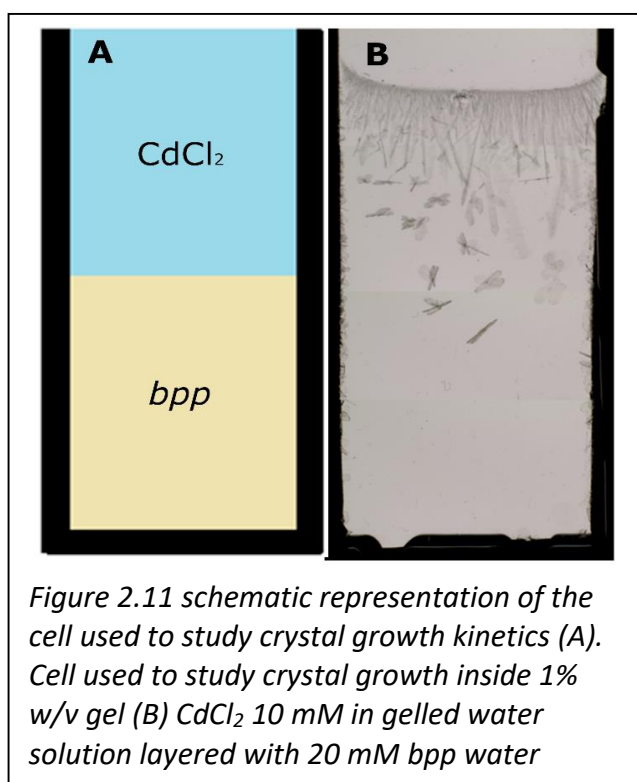 A
B
CdCl₂
bpp
Figure 2.11 schematic representation of the
cell used to study crystal growth kinetics (A).
Cell used to study crystal growth inside 1%
w/v gel (B) CdCl₂ 10 mM in gelled water
solution layered with 20 mM bpp water